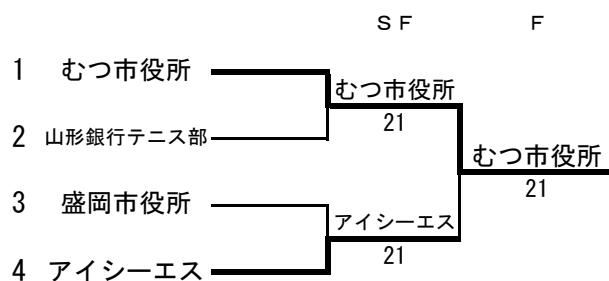 ＳＦ Ｆ
1 むつ市役所
むつ市役所
21
2 山形銀行テニス部
むつ市役所
21
3 盛岡市役所
アイシーエス
21
4 アイシーエス